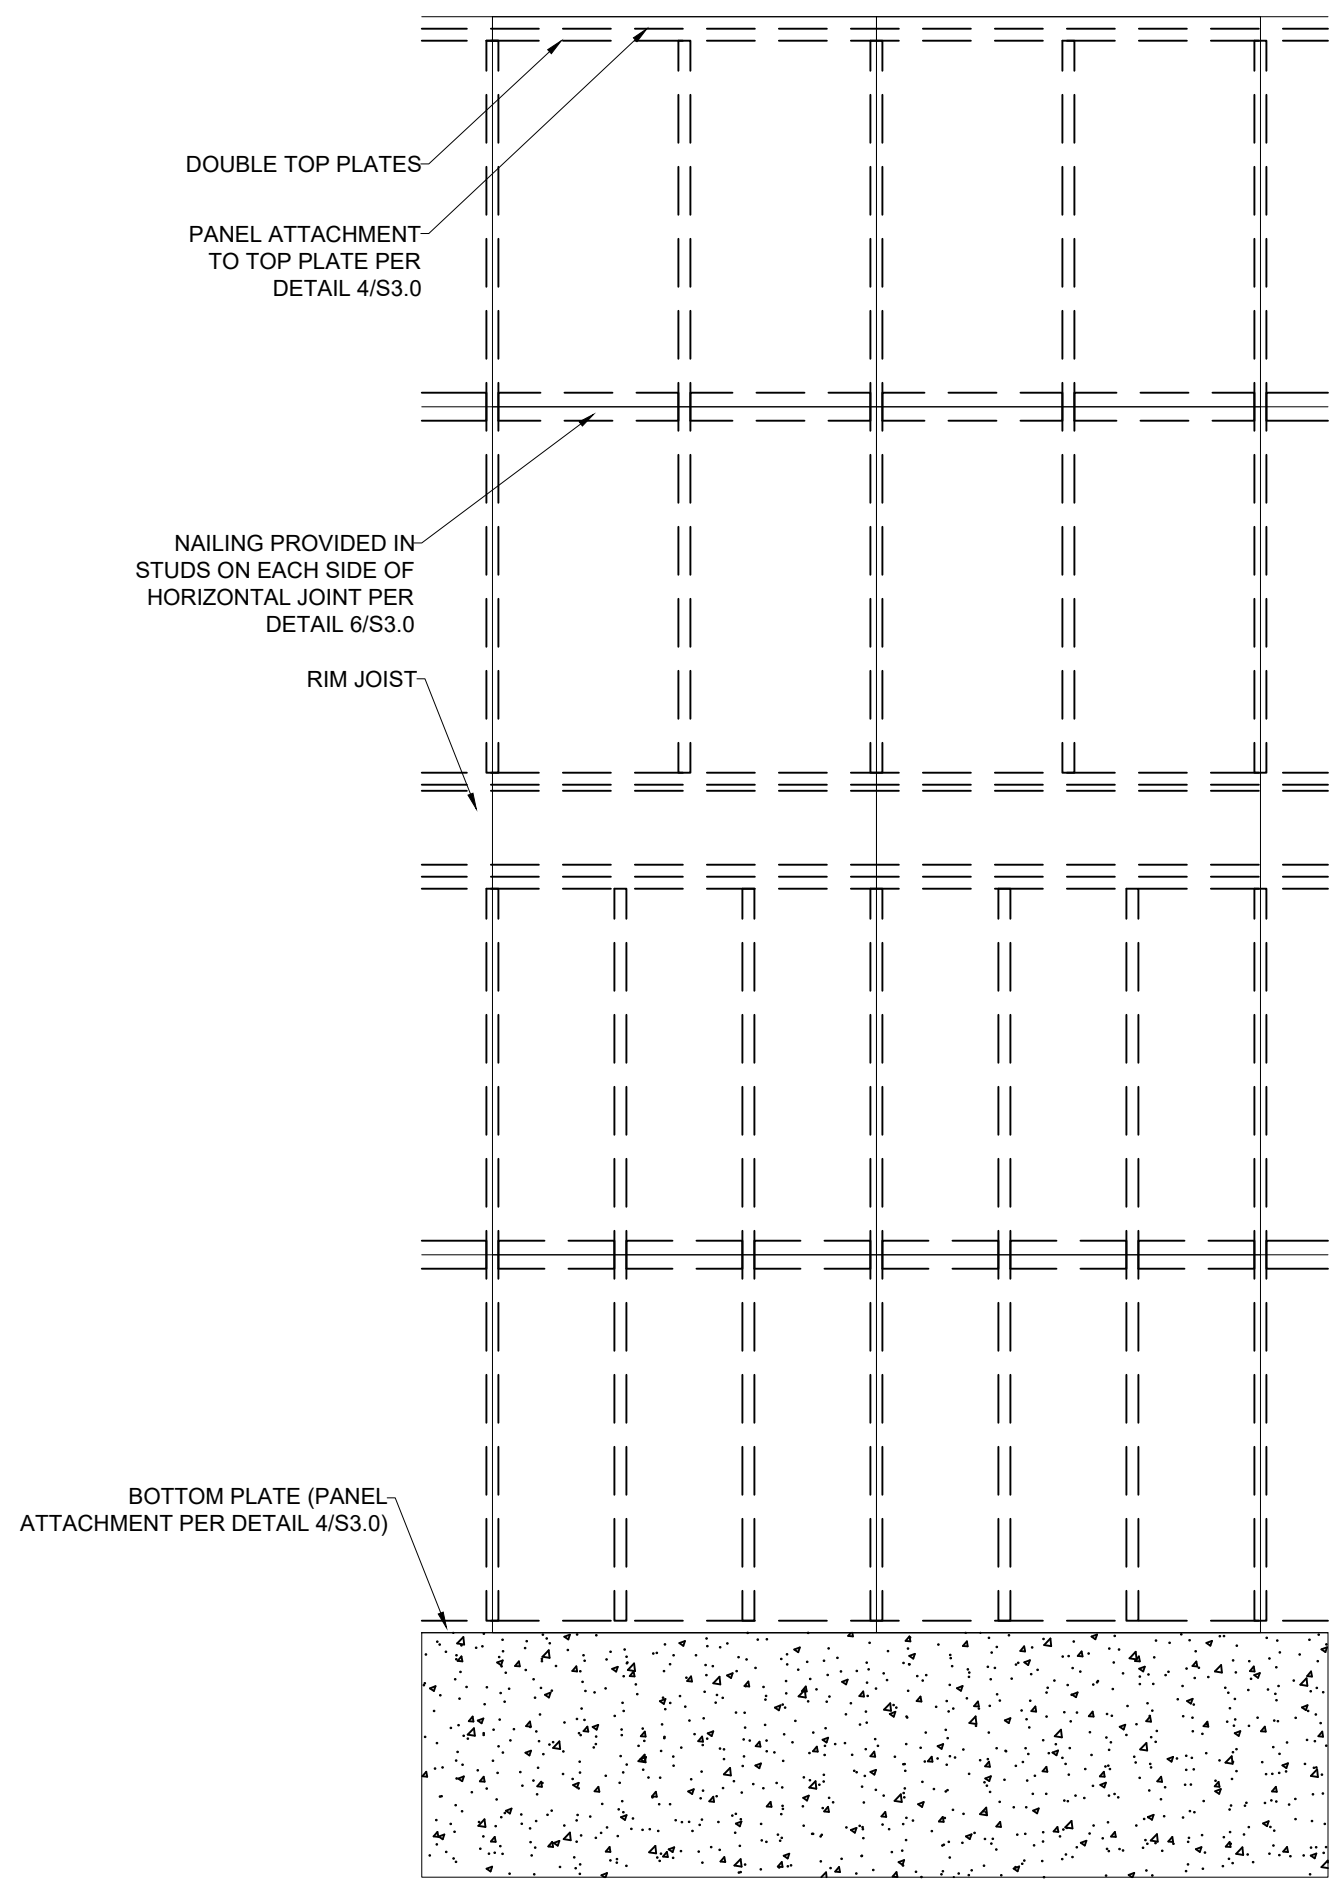 DOUBLE TOP PLATES
PANEL ATTACHMENT
TO TOP PLATE PER
DETAIL 4/S3.0
NAILING PROVIDED IN
STUDS ON EACH SIDE OF
HORIZONTAL JOINT PER
DETAIL 6/S3.0
RIM JOIST
BOTTOM PLATE (PANEL
ATTACHMENT PER DETAIL 4/S3.0)